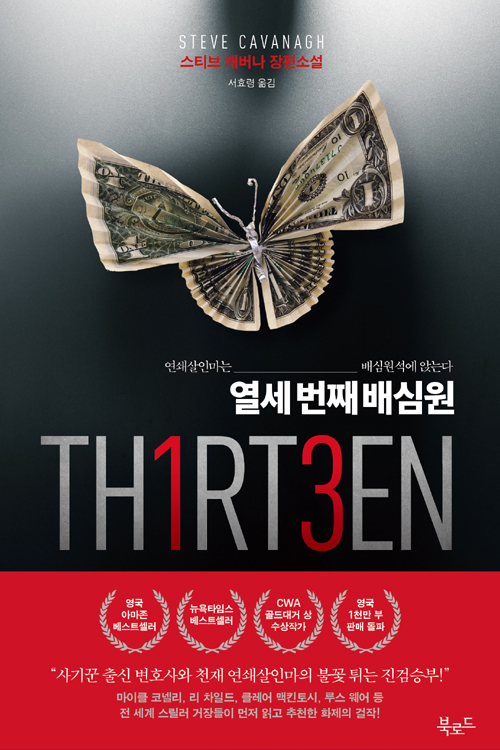 STEVE CAVANAGH
스티브 캐버나 장편소설
서효령 옮김
연쇄살인마는 배심원석에 앉는다
열세 번째 배심원
TH1RT3EN
영국
아마존
베스트셀러
뉴욕타임스
베스트셀러
CWA
골드대거 상
수상작가
영국
1천만 부
판매 돌파
“사기꾼 출신 변호사와 천재 연쇄살인마의 불꽃 튀는 진검승부!”
마이클 코넬리, 리 차일드, 클레어 맥킨토시, 루스 웨어 등
전 세계 스릴러 거장들이 먼저 읽고 추천한 화제의 걸작!
북로드